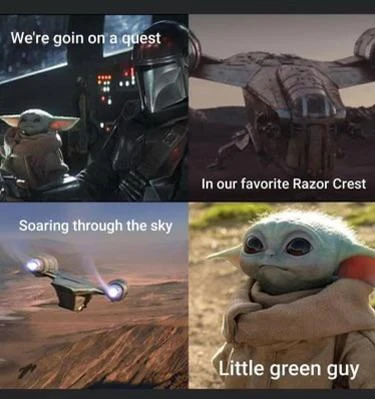 We're goin on a quest
In our favorite Razor Crest
Soaring through the sky
Little green guy